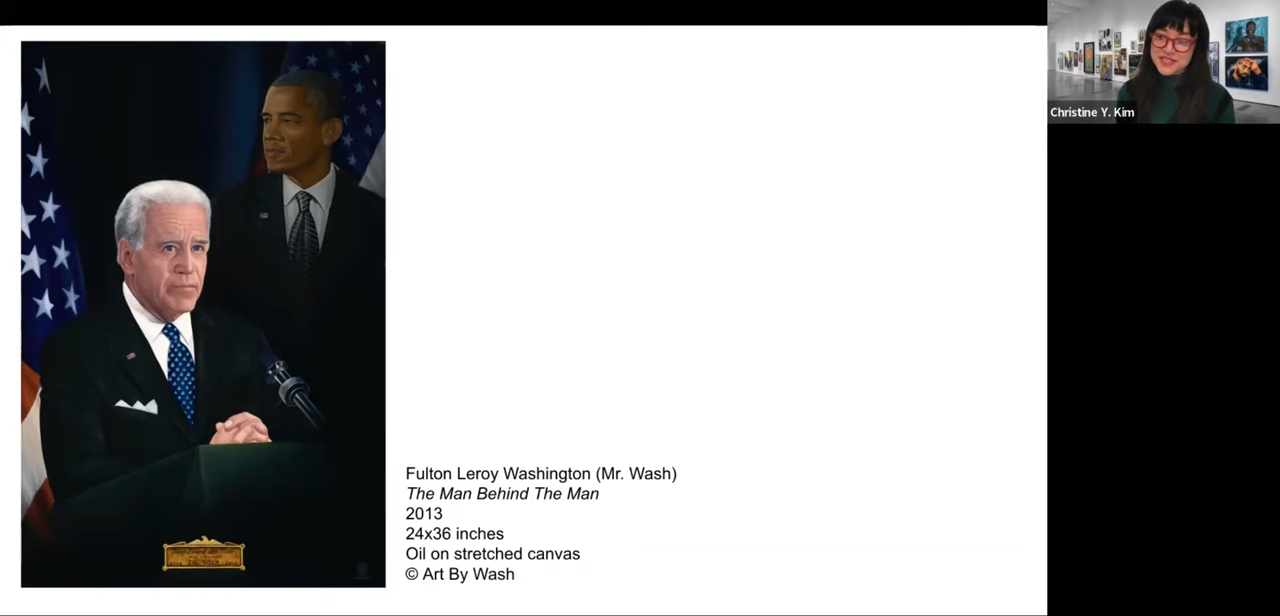 Christine Y. Kim
Fulton Leroy Washington (Mr. Wash)
The Man Behind The Man
2013
24x36 inches
Oil on stretched canvas
© Art By Wash